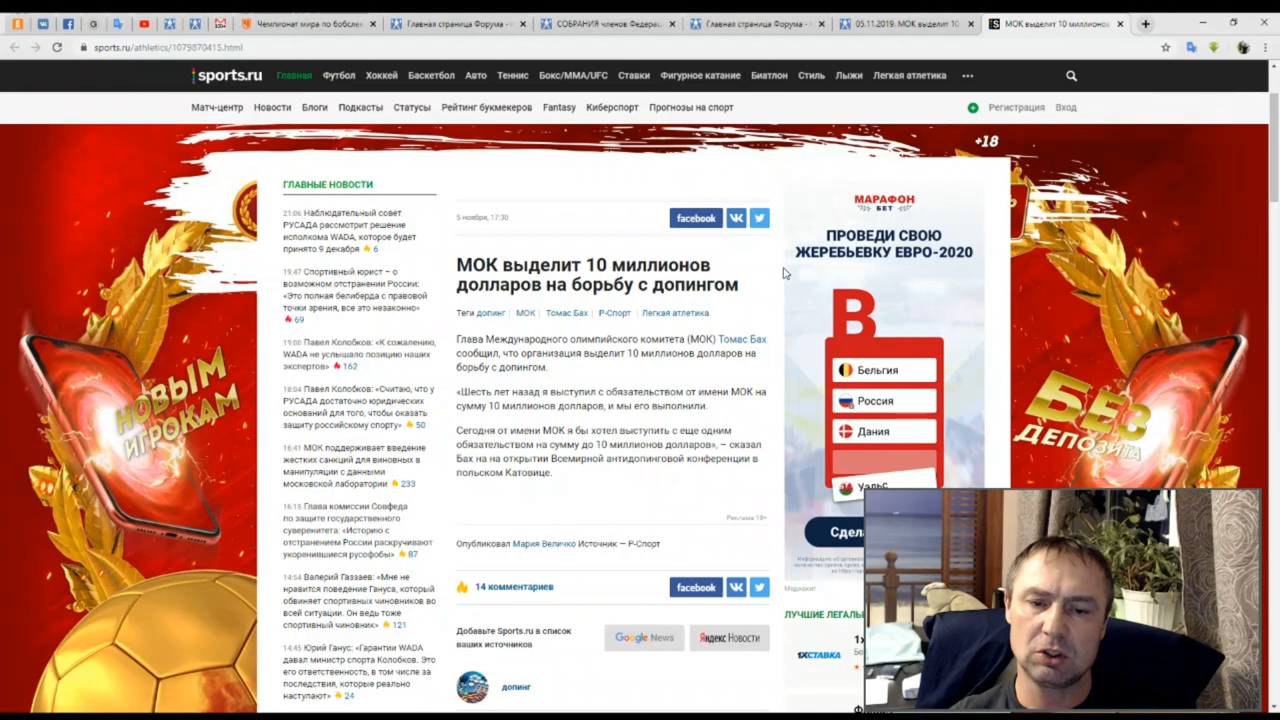 100+
Чемпионат мира по бобсле
Главная страница Форума -
СОБРАНИЯ членов Федерац
Главная страница Форума -
05.11.2019. МОК выделит 10
МОК выделит 10 миллионов
sports.ru/athletics/1079870415.html
sports.ru
Главная Футбол Хоккей Баскетбол Авто Теннис Бокс/MMA/UFC Ставки Фигурное катание Биатлон Стиль Лыжи Легкая атлетика
Матч-центр Новости Блоги Подкасты Статусы Рейтинг букмекеров Fantasy Киберспорт Прогнозы на спорт Регистрация Вход
+18
НОВЫМ
ИГРОКАМ
ГЛАВНЫЕ НОВОСТИ
21:06 Наблюдательный совет
РУСАДА рассмотрит решение
исполкома WADA, которое будет
принято 9 декабря 6
19:47 Спортивный юрист – о
возможном отстранении России:
«Это полная белиберда с правовой
точки зрения, все это незаконно»
69
19:00 Павел Колобков: «К сожалению,
WADA не услышало позицию наших
экспертов» 162
18:04 Павел Колобков: «Считаю, что у
РУСАДА достаточно юридических
оснований для того, чтобы оказать
защиту российскому спорту» 50
16:41 МОК поддерживает введение
жестких санкций для виновных в
манипуляции с данными
московской лаборатории 233
16:15 Глава комиссии Совфеда
по защите государственного
суверенитета: «Историю с
отстранением России раскручивают
укоренившиеся русофобы» 87
14:54 Валерий Газзаев: «Мне не
нравится поведение Гануса, который
обвиняет спортивных чиновников во
всей ситуации. Он ведь тоже
спортивный чиновник» 121
14:45 Юрий Ганус: «Гарантии WADA
давал министр спорта Колобков. Это
его ответственность, в том числе за
последствия, которые реально
наступают» 24
5 ноября, 17:30
facebook
МОК выделит 10 миллионов
долларов на борьбу с допингом
Теги допинг МОК Томас Бах Р-Спорт Легкая атлетика
Глава Международного олимпийского комитета (МОК) Томас Бах
сообщил, что организация выделит 10 миллионов долларов на
борьбу с допингом.
«Шесть лет назад я выступил с обязательством от имени МОК на
сумму 10 миллионов долларов, и мы его выполнили.
Сегодня от имени МОК я бы хотел выступить с еще одним
обязательством на сумму до 10 миллионов долларов», – сказал
Бах на на открытии Всемирной антидопинговой конференции в
польском Катовице.
Реклама 18+
Опубликовал Мария Величко Источник — Р-Спорт
14 комментариев
facebook
Добавьте Sports.ru в список
ваших источников
Google News
Яндекс Новости
допинг
МАРАФОН
БЕТ
ПРОВЕДИ СВОЮ
ЖЕРЕБЬЕВКУ ЕВРО-2020
B
Бельгия
Россия
Дания
Уэльс
Сдел
Медиакит
ЛУЧШИЕ ЛЕГАЛЬ
1XСТАВКА
БЕЗ
ДЕПОЗИТА